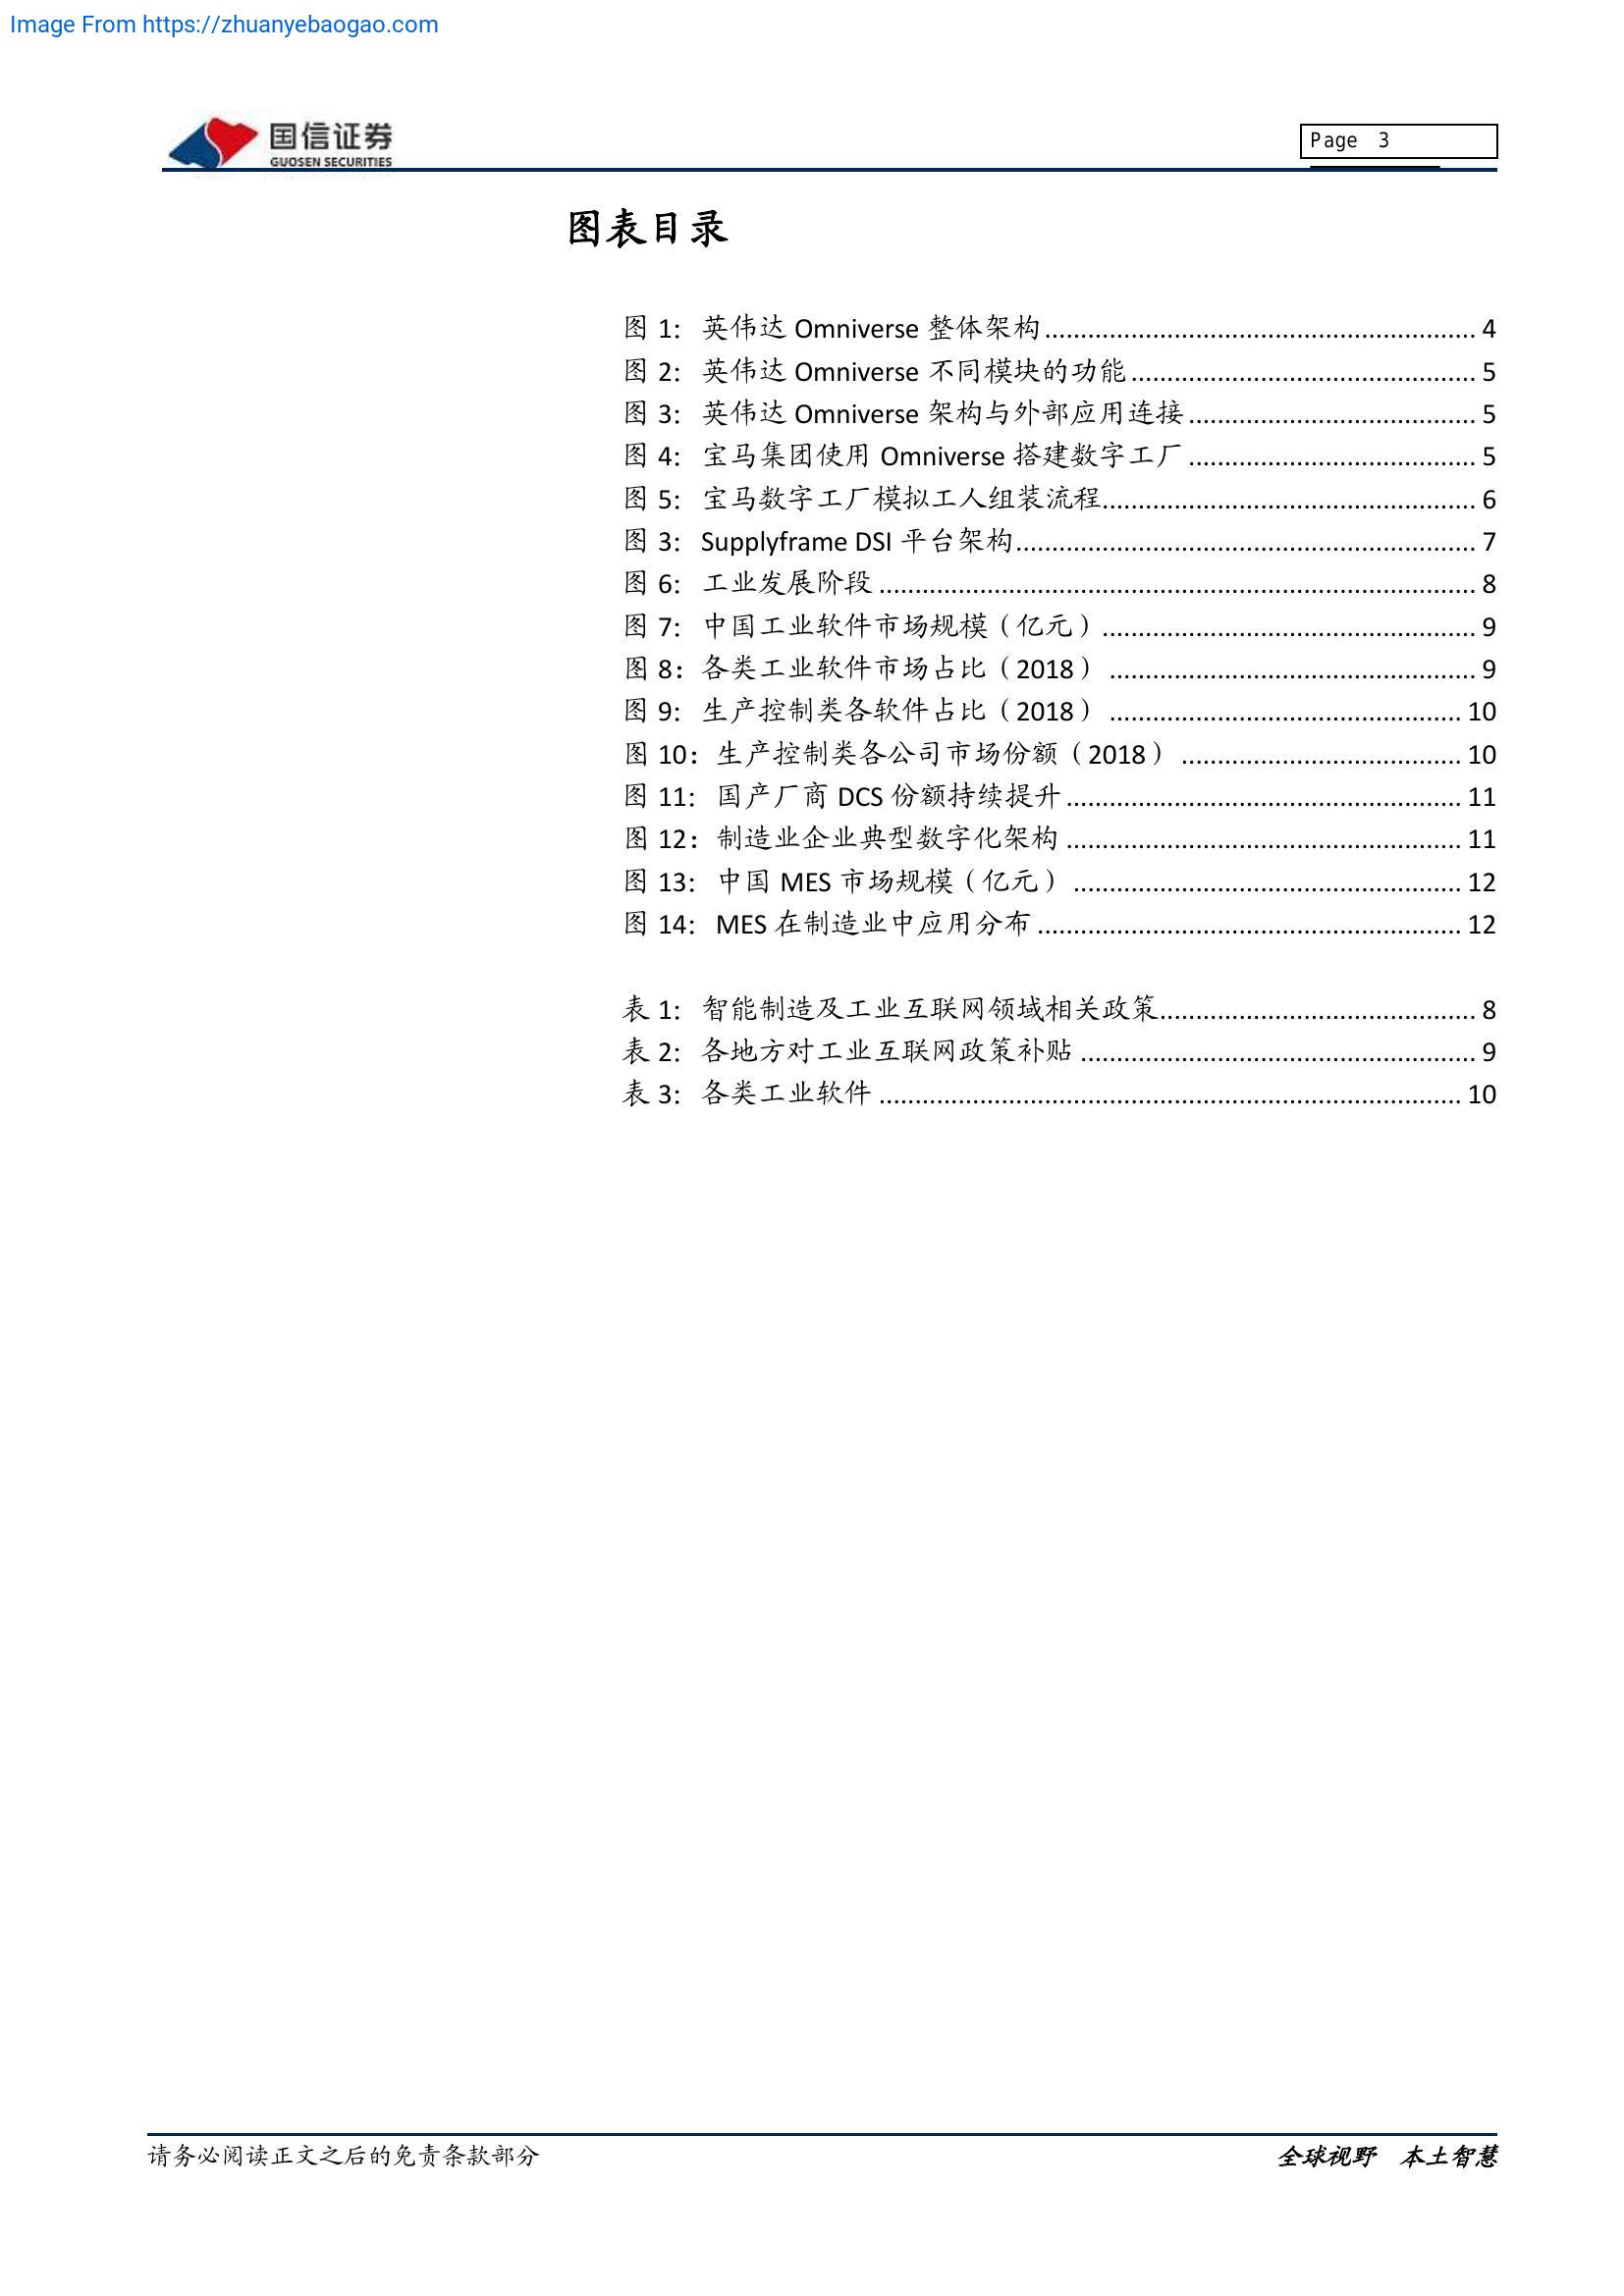 Image From https://zhuanyebaogao.com
国信证券
GUOSEN SECURITIES
Page 3
图表目录
图 1: 英伟达 Omniverse 整体架构 ............................................................ 4
图 2: 英伟达 Omniverse 不同模块的功能 ................................................ 5
图 3: 英伟达 Omniverse 架构与外部应用连接 ........................................ 5
图 4: 宝马集团使用 Omniverse 搭建数字工厂 ........................................ 5
图 5: 宝马数字工厂模拟工人组装流程.................................................... 6
图 3: Supplyframe DSI 平台架构................................................................ 7
图 6: 工业发展阶段 ................................................................................... 8
图 7: 中国工业软件市场规模（亿元）.................................................... 9
图 8：各类工业软件市场占比（2018） ................................................... 9
图 9: 生产控制类各软件占比（2018） ................................................. 10
图 10：生产控制类各公司市场份额（2018） ....................................... 10
图 11: 国产厂商 DCS 份额持续提升 ....................................................... 11
图 12：制造业企业典型数字化架构 ....................................................... 11
图 13: 中国 MES 市场规模（亿元） ...................................................... 12
图 14: MES 在制造业中应用分布 ........................................................... 12
表 1: 智能制造及工业互联网领域相关政策............................................ 8
表 2: 各地方对工业互联网政策补贴 ....................................................... 9
表 3: 各类工业软件 ................................................................................. 10
请务必阅读正文之后的免责条款部分
全球视野 本土智慧